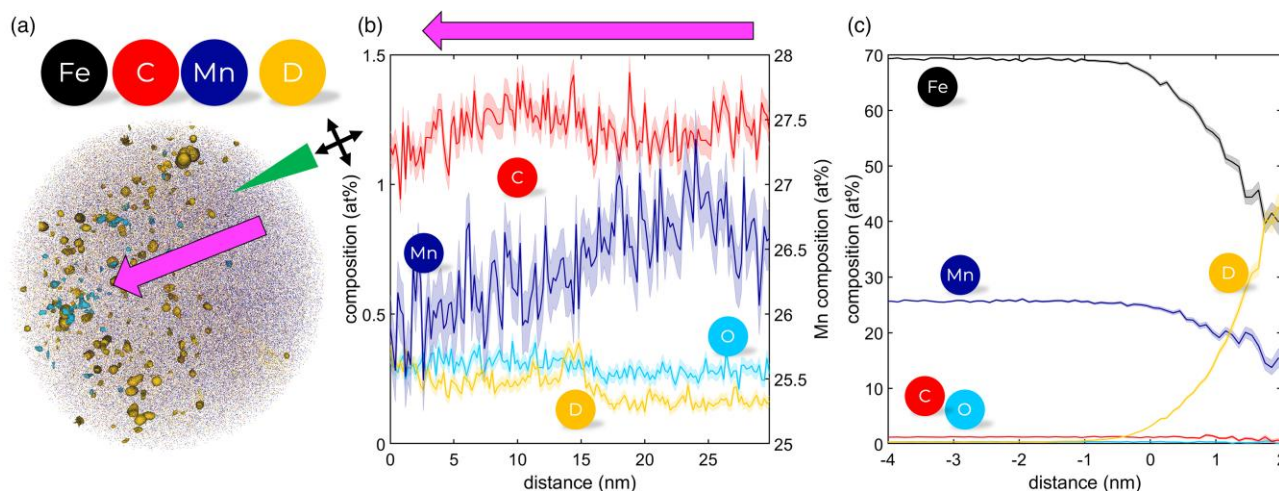 (a)
Fe C Mn D
(b)
composition (at%)
1.5
1
0.5
0
C
Mn
O
D
28
27.5
27
26.5
26
25.5
25
Mn composition (at%)
0 5 10 15 20 25
distance (nm)
(c)
composition (at%)
70
60
50
40
30
20
10
0
Fe
Mn
D
C
O
-4 -3 -2 -1 0 1 2
distance (nm)